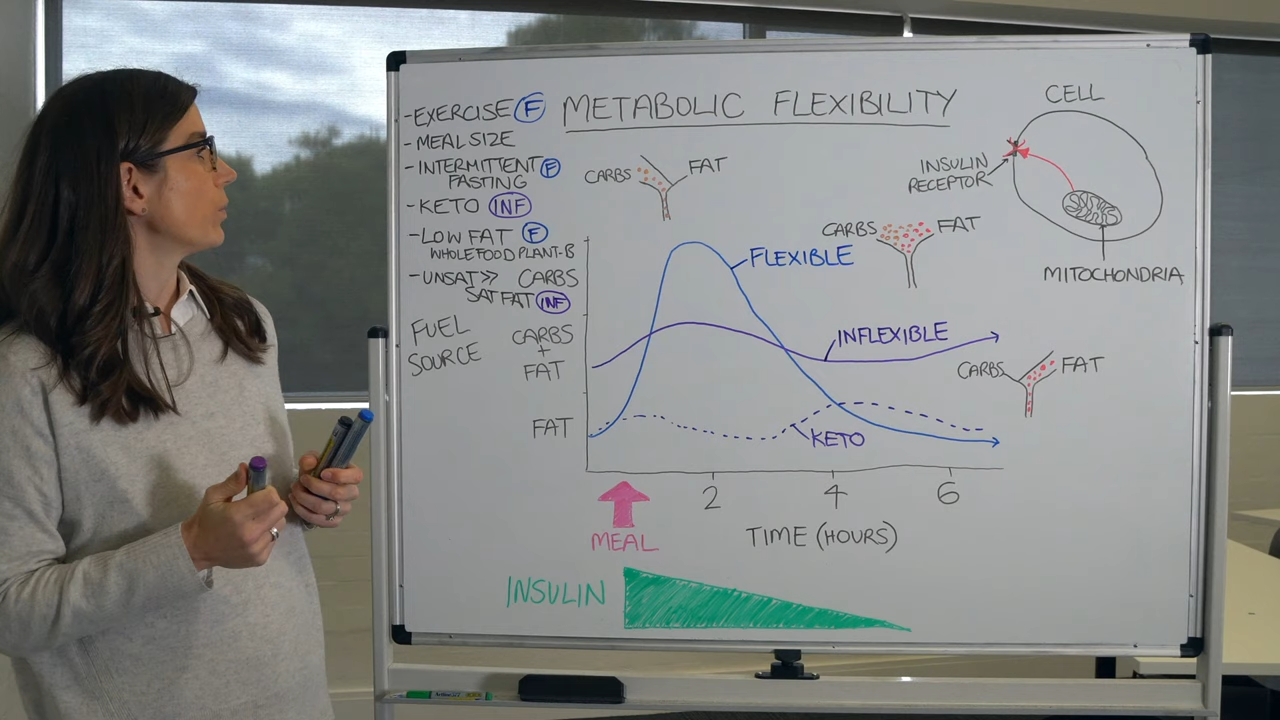 METABOLIC FLEXIBILITY
-EXERCISE F
-MEAL SIZE
-INTERMITTENT F
FASTING
-KETO INF
-LOW FAT F
WHOLEFOOD PLANT-B
-UNSAT >> CARBS
SAT FAT INF
FUEL
SOURCE
CARBS
+
FAT
FAT
CARBS FAT
CELL
INSULIN
RECEPTOR
MITOCHONDRIA
CARBS FAT
FLEXIBLE
INFLEXIBLE
CARBS FAT
KETO
2 4 6
TIME (HOURS)
MEAL
INSULIN